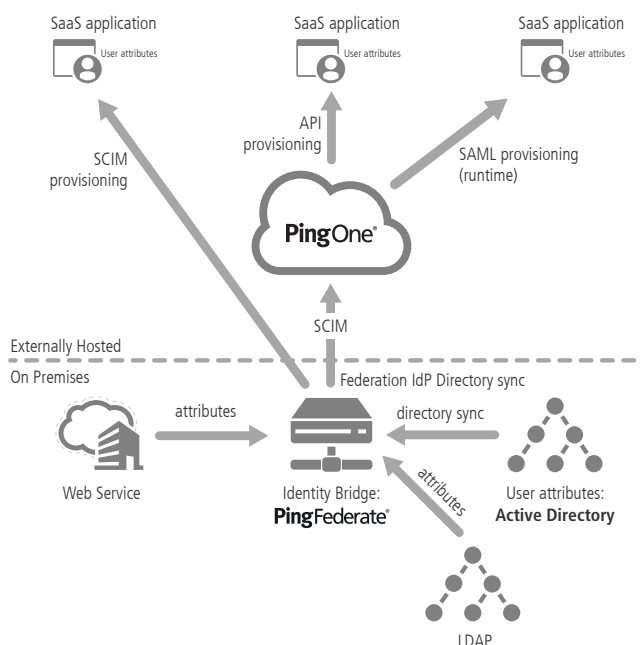 SaaS application
User attributes
SaaS application
User attributes
SaaS application
User attributes
API
provisioning
SCIM
provisioning
SAML provisioning
(runtime)
PingOne®
SCIM
Externally Hosted
On Premises
Federation IdP Directory sync
attributes
directory sync
Web Service
Identity Bridge:
PingFederate®
attributes
User attributes:
Active Directory
LDAP